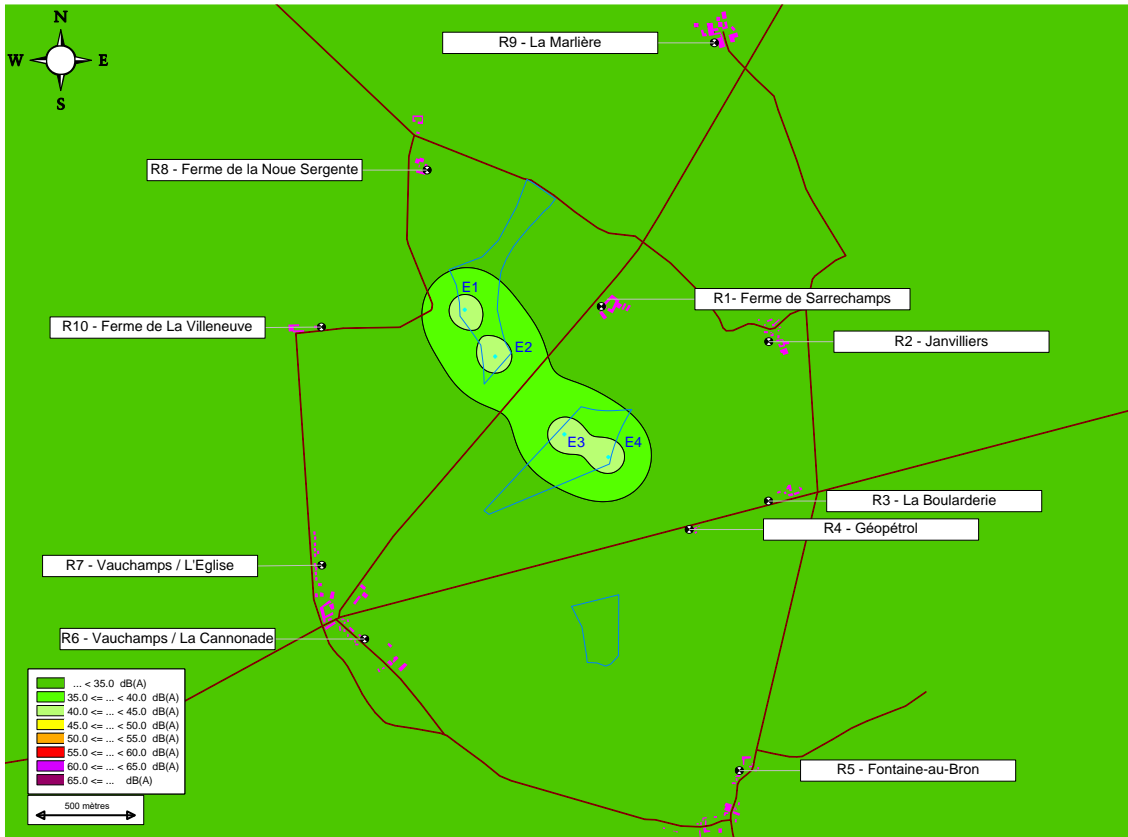 N
W
E
S
R9 - La Marlière
R8 - Ferme de la Noue Sergente
E1
R1- Ferme de Sarrechamps
R10 - Ferme de La Villeneuve
R2 - Janvilliers
E2
E3
E4
R3 - La Boularderie
R4 - Géopétrol
R7 - Vauchamps / L'Eglise
R6 - Vauchamps / La Cannonade
R5 - Fontaine-au-Bron
... < 35.0 dB(A)
35.0 <= ... < 40.0 dB(A)
40.0 <= ... < 45.0 dB(A)
45.0 <= ... < 50.0 dB(A)
50.0 <= ... < 55.0 dB(A)
55.0 <= ... < 60.0 dB(A)
60.0 <= ... < 65.0 dB(A)
65.0 <= ... dB(A)
500 mètres